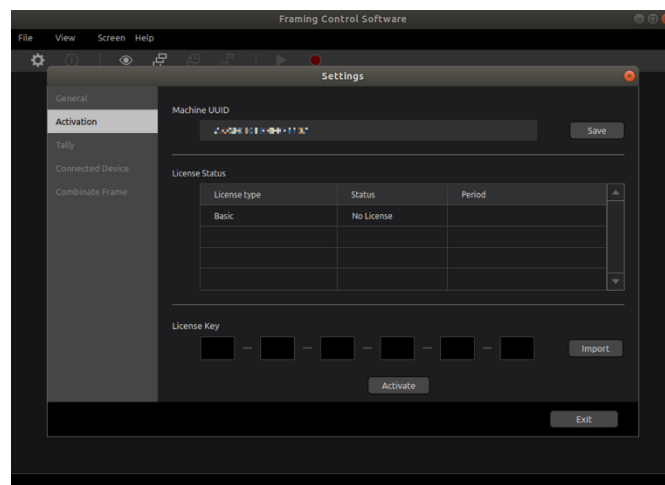 Framing Control Software
File View Screen Help
Settings
General
Activation
Tally
Connected Device
Combinate Frame
Machine UUID
Save
License Status
License type Status Period
Basic No License
License Key
— — — — —
Import
Activate
Exit